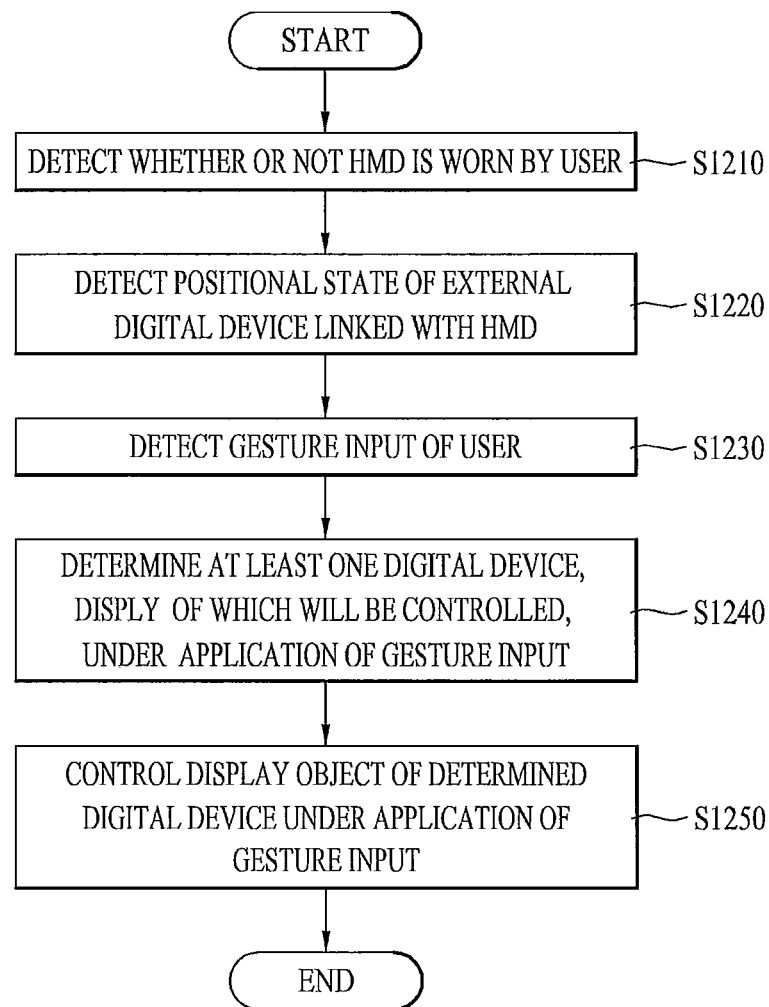 START
DETECT WHETHER OR NOT HMD IS WORN BY USER
S1210
DETECT POSITIONAL STATE OF EXTERNAL
DIGITAL DEVICE LINKED WITH HMD
S1220
DETECT GESTURE INPUT OF USER
S1230
DETERMINE AT LEAST ONE DIGITAL DEVICE,
DISPLY OF WHICH WILL BE CONTROLLED,
UNDER APPLICATION OF GESTURE INPUT
S1240
CONTROL DISPLAY OBJECT OF DETERMINED
DIGITAL DEVICE UNDER APPLICATION OF
GESTURE INPUT
S1250
END